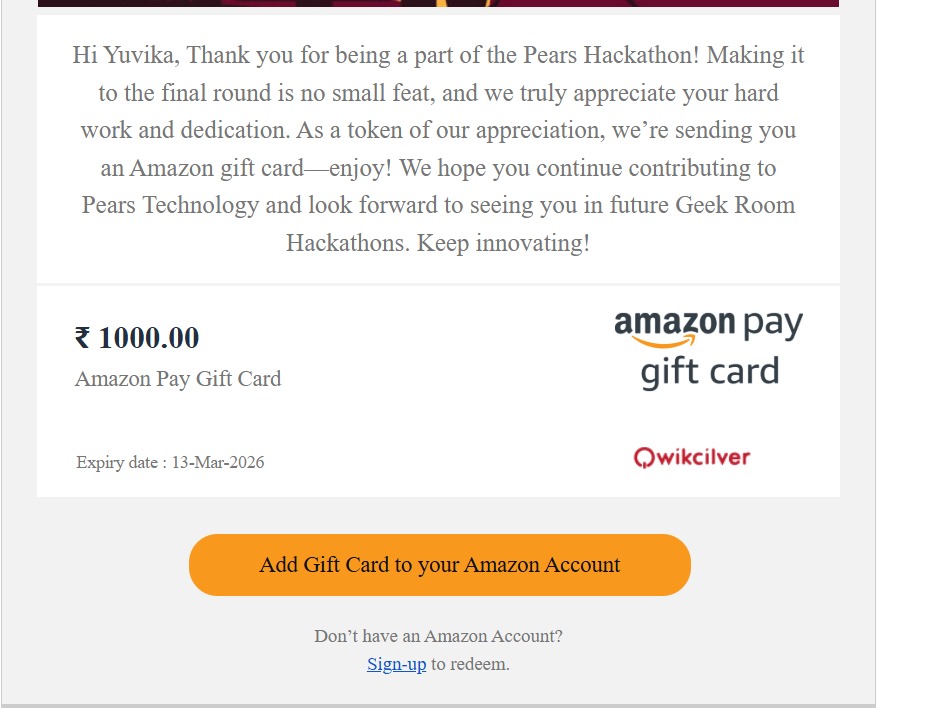 Hi Yuvika, Thank you for being a part of the Pears Hackathon! Making it
to the final round is no small feat, and we truly appreciate your hard
work and dedication. As a token of our appreciation, we’re sending you
an Amazon gift card—enjoy! We hope you continue contributing to
Pears Technology and look forward to seeing you in future Geek Room
Hackathons. Keep innovating!
₹ 1000.00
Amazon Pay Gift Card
amazon pay
gift card
Expiry date : 13-Mar-2026
Qwikcilver
Add Gift Card to your Amazon Account
Don’t have an Amazon Account?
Sign-up to redeem.